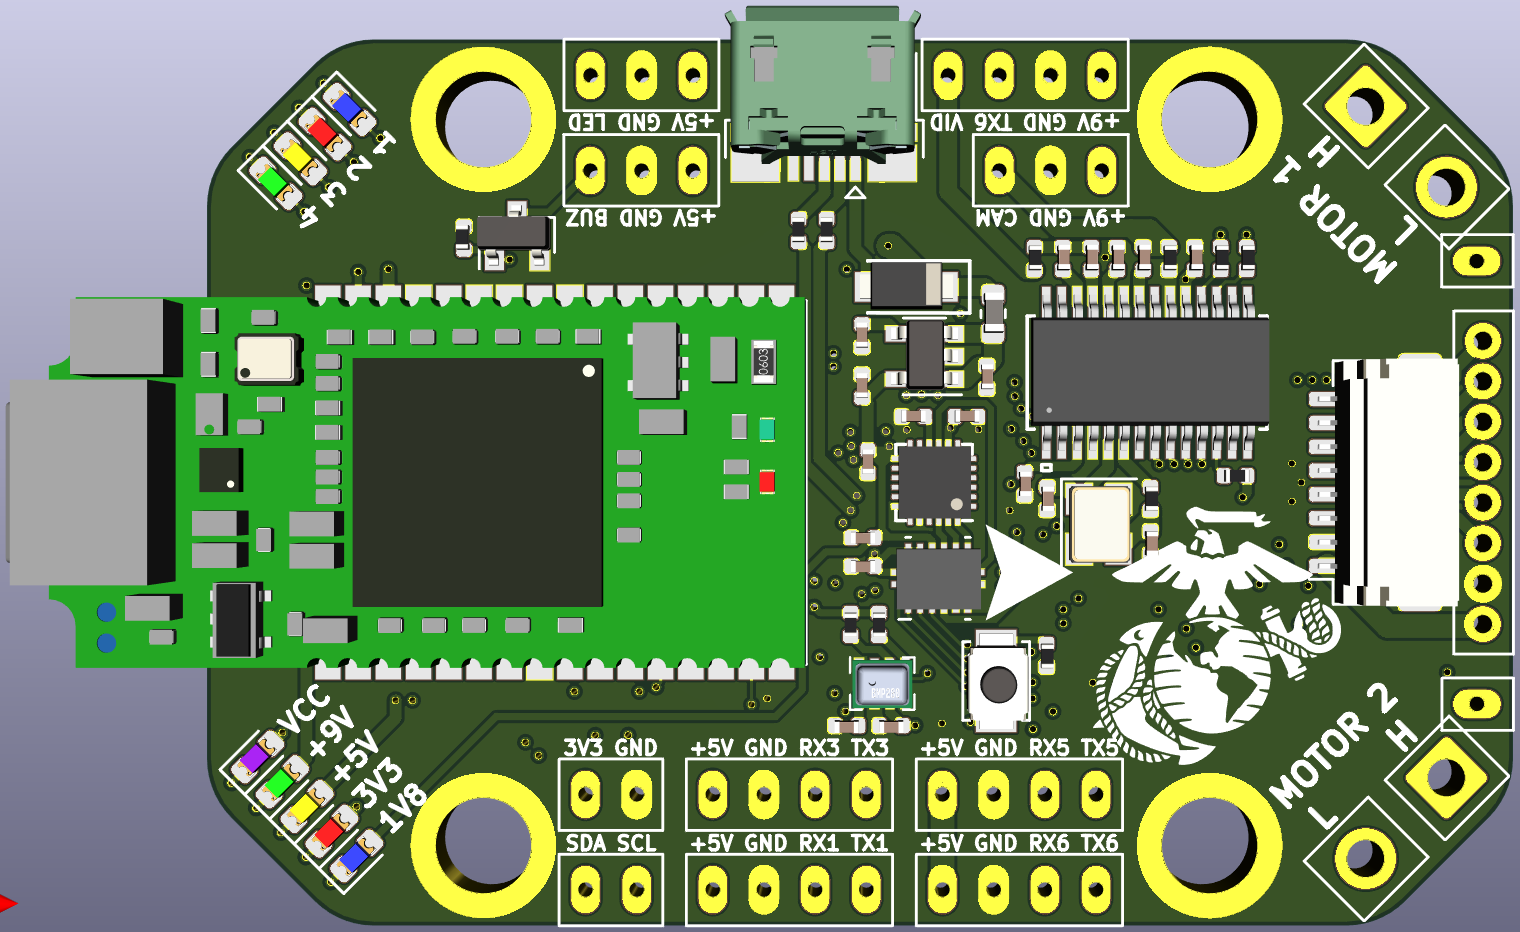 LED GND +5V
VID TX6 GND +9V
BUZ GND +5V
CAM GND +9V
1
2
3
4
MOTOR 1
H
L
0603
VCC
+9V
+5V
3V3
1V8
3V3 GND
+5V GND RX3 TX3
+5V GND RX5 TX5
SDA SCL
+5V GND RX1 TX1
+5V GND RX6 TX6
MOTOR 2
H
L